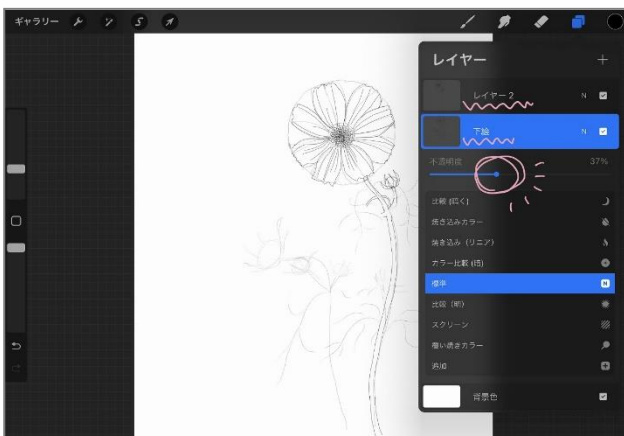 ギャラリー
レイヤー
レイヤー 2 N
下絵 N
不透明度 37%
比較 (暗く)
焼き込みカラー
焼き込み（リニア）
カラー比較 (暗)
標準 N
比較（明）
スクリーン
覆い焼きカラー
追加
背景色